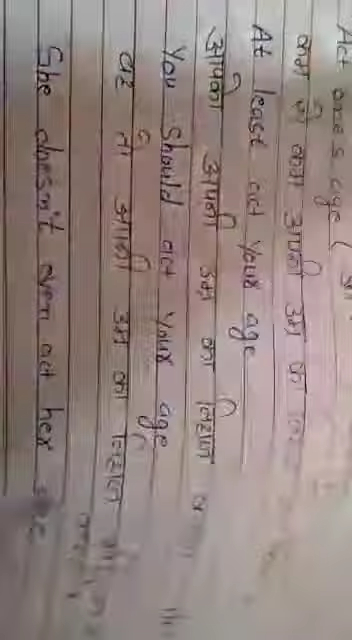 Act ones age (
कम से कम अपनी उम्र का
At least act your age
आपको अपनी उम्र का लिहाज
You should act your age
वह तो अपनी उम्र का लिहाज
She doesn't even act her